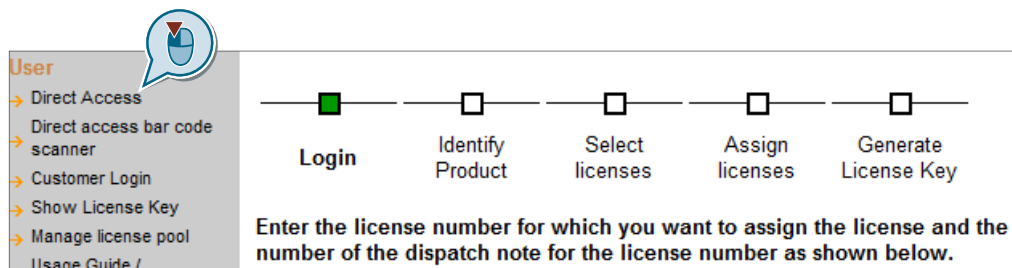 User
Direct Access
Direct access bar code
scanner
Customer Login
Show License Key
Manage license pool
Usage Guide /
Login
Identify
Product
Select
licenses
Assign
licenses
Generate
License Key
Enter the license number for which you want to assign the license and the
number of the dispatch note for the license number as shown below.